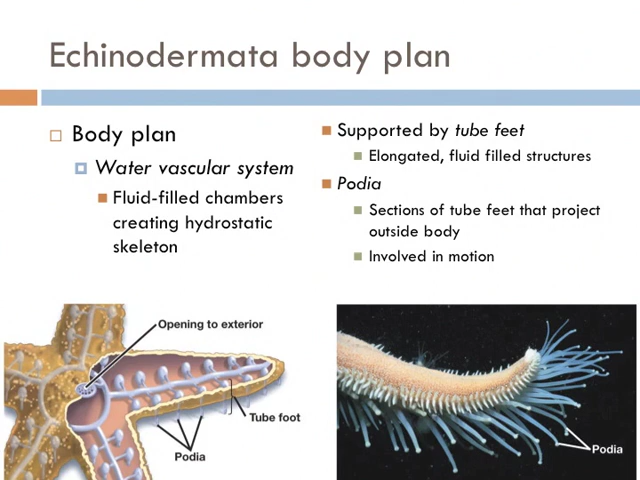 Echinodermata body plan
Body plan
Water vascular system
Fluid-filled chambers
creating hydrostatic
skeleton
Supported by tube feet
Elongated, fluid filled structures
Podia
Sections of tube feet that project
outside body
Involved in motion
Opening to exterior
Tube foot
Podia
Podia